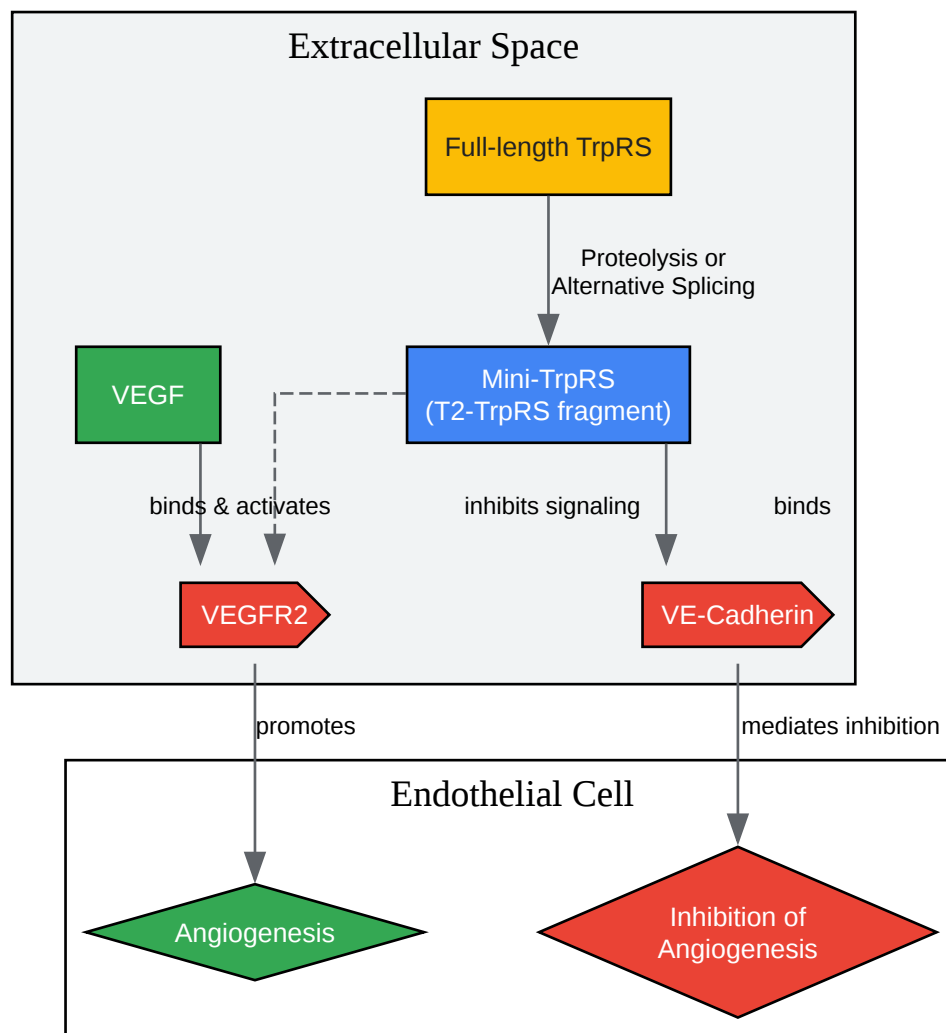 Extracellular Space
Full-length TrpRS
Proteolysis or
Alternative Splicing
VEGF
Mini-TrpRS
(T2-TrpRS fragment)
binds & activates
inhibits signaling
binds
VEGFR2
VE-Cadherin
promotes
mediates inhibition
Endothelial Cell
Angiogenesis
Inhibition of
Angiogenesis